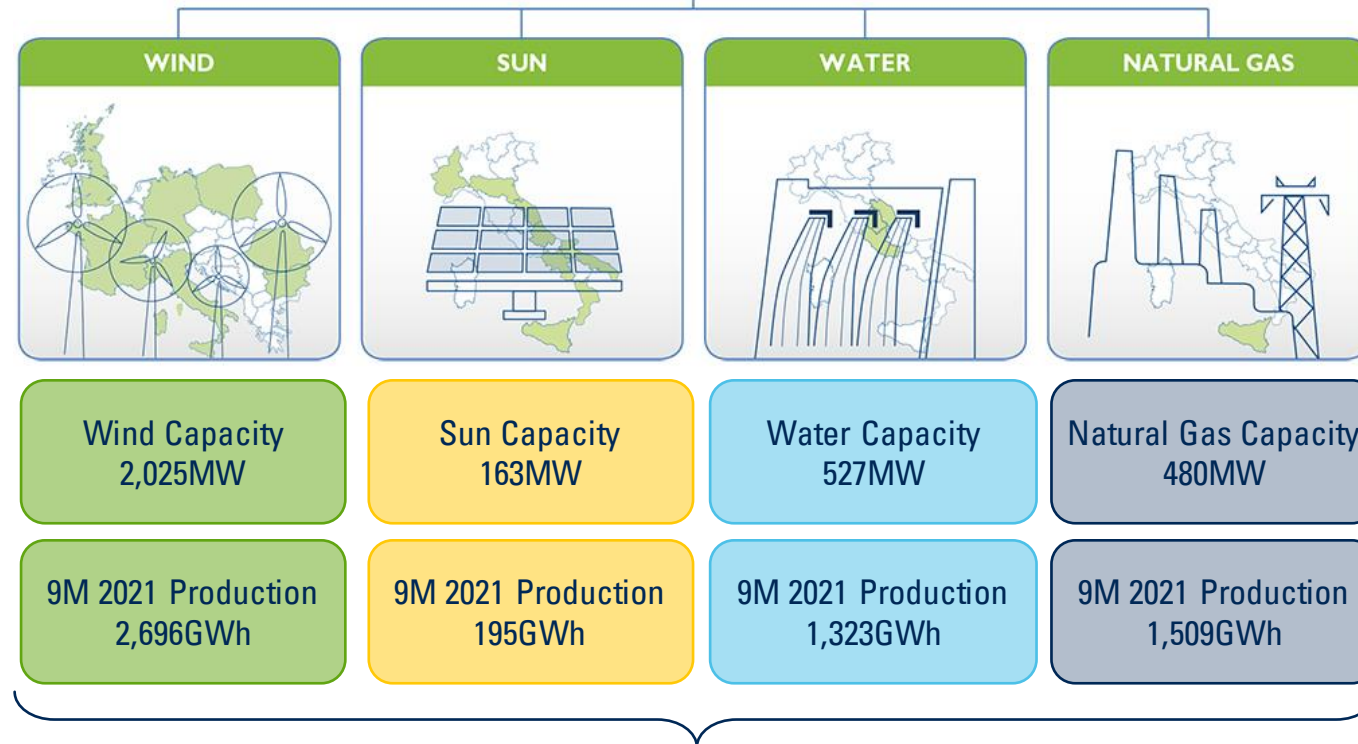 WIND
SUN
WATER
NATURAL GAS
Wind Capacity
2,025MW
Sun Capacity
163MW
Water Capacity
527MW
Natural Gas Capacity
480MW
9M 2021 Production
2,696GWh
9M 2021 Production
195GWh
9M 2021 Production
1,323GWh
9M 2021 Production
1,509GWh